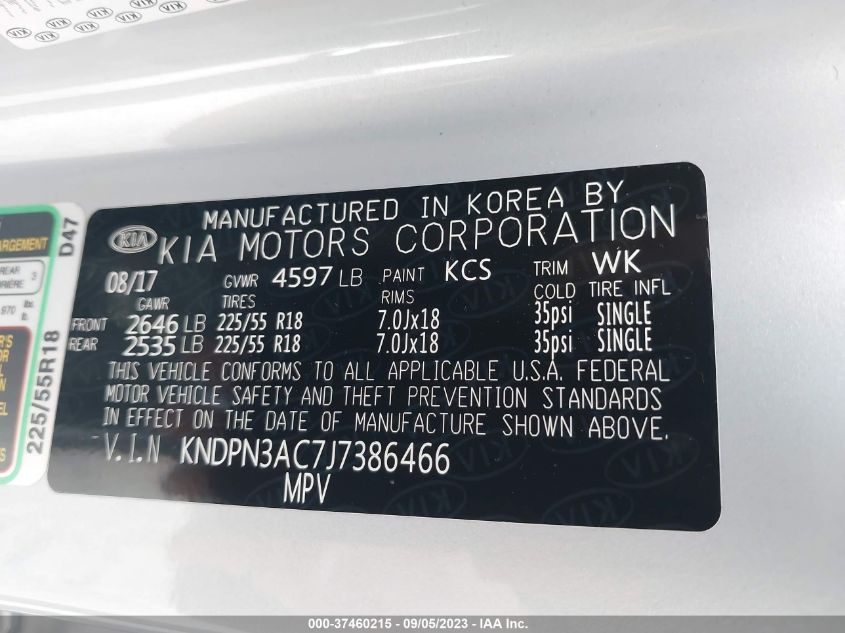 MANUFACTURED IN KOREA BY
KIA KIA MOTORS CORPORATION
08/17 GVWR 4597 LB PAINT KCS TRIM WK
GAWR TIRES RIMS COLD TIRE INFL
FRONT 2646 LB 225/55 R18 7.0Jx18 35psi SINGLE
REAR 2535 LB 225/55 R18 7.0Jx18 35psi SINGLE
THIS VEHICLE CONFORMS TO ALL APPLICABLE U.S.A. FEDERAL
MOTOR VEHICLE SAFETY AND THEFT PREVENTION STANDARDS
IN EFFECT ON THE DATE OF MANUFACTURE SHOWN ABOVE.
V.I.N KNDPN3AC7J7386466
MPV
225/55R18 D47
REAR 3
970 lb.
000-37460215 - 09/05/2023 - IAA Inc.